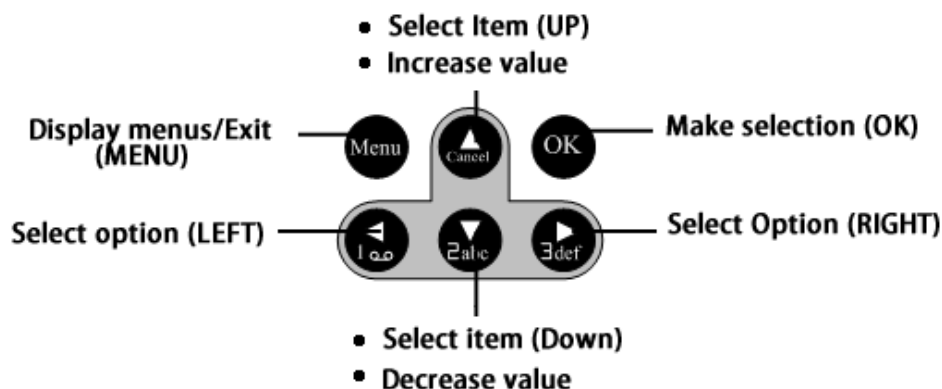 • Select Item (UP)
• Increase value
Display menus/Exit
(MENU)
Menu
Cancel
OK
Make selection (OK)
Select option (LEFT)
1
2abc
3def
Select Option (RIGHT)
• Select item (Down)
• Decrease value